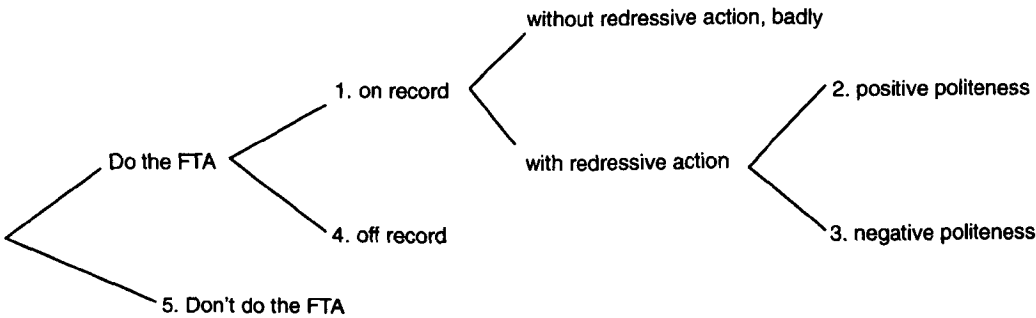 without redressive action, badly
1. on record
2. positive politeness
Do the FTA
with redressive action
4. off record
3. negative politeness
5. Don't do the FTA